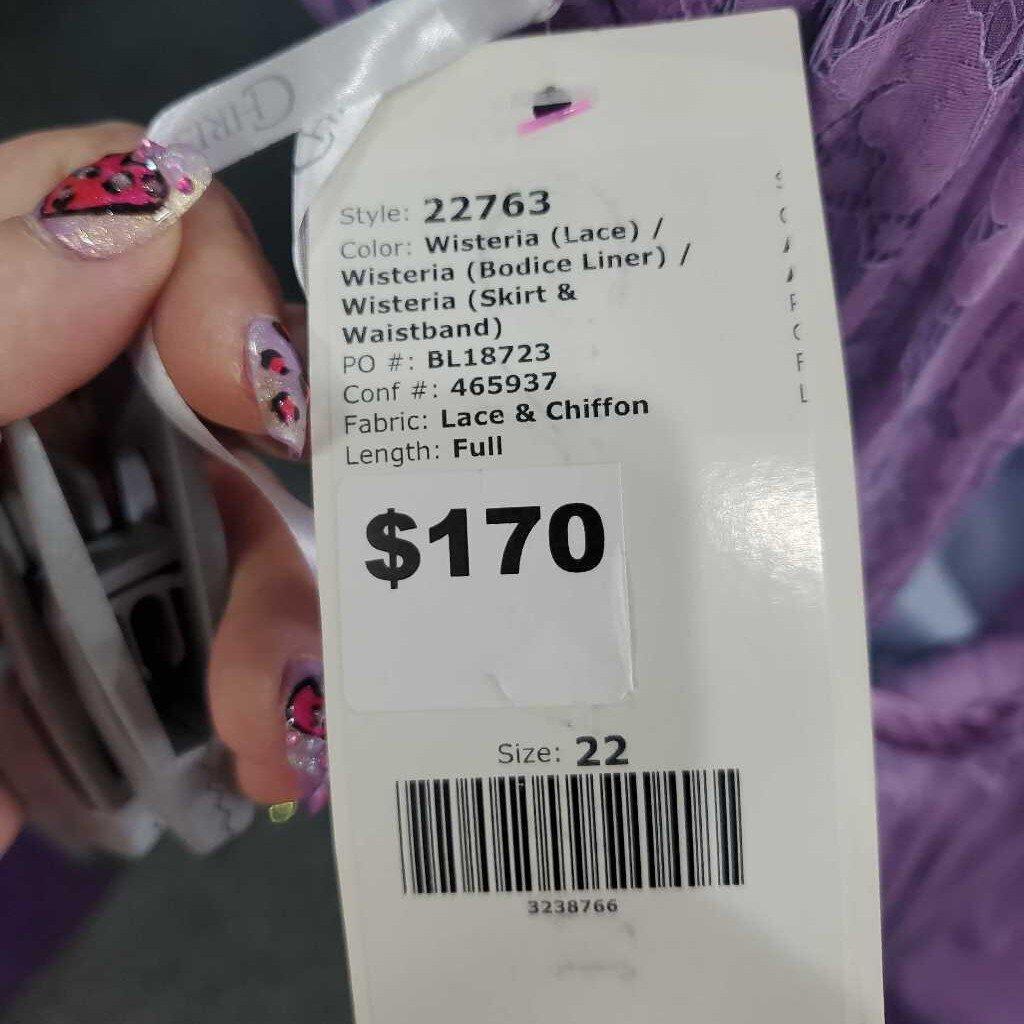 Style: 22763
Color: Wisteria (Lace) /
Wisteria (Bodice Liner) /
Wisteria (Skirt &
Waistband)
PO #: BL18723
Conf #: 465937
Fabric: Lace & Chiffon
Length: Full
$170
Size: 22
3238766